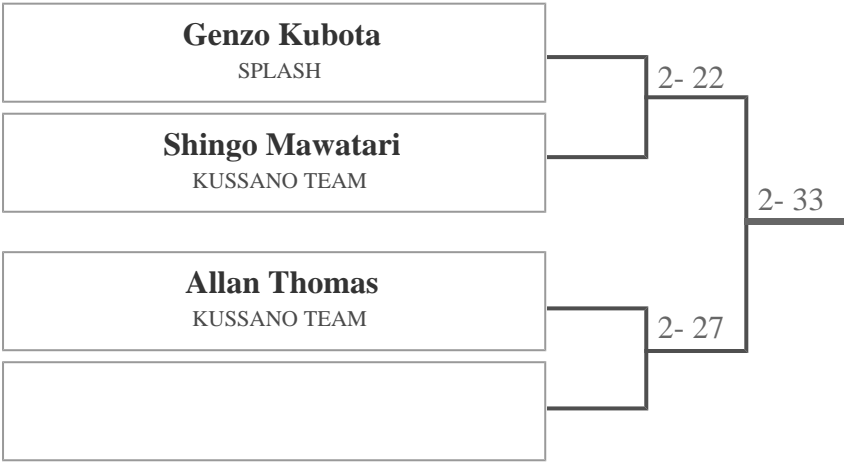 Genzo Kubota
SPLASH
2- 22
Shingo Mawatari
KUSSANO TEAM
2- 33
Allan Thomas
KUSSANO TEAM
2- 27